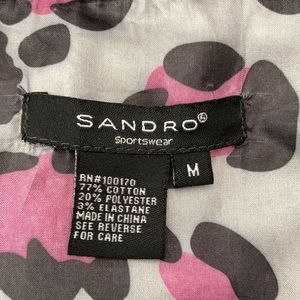 SANDRO®
Sportswear
M
RN#100170
77% COTTON
20% POLYESTER
3% ELASTANE
MADE IN CHINA
SEE REVERSE
FOR CARE